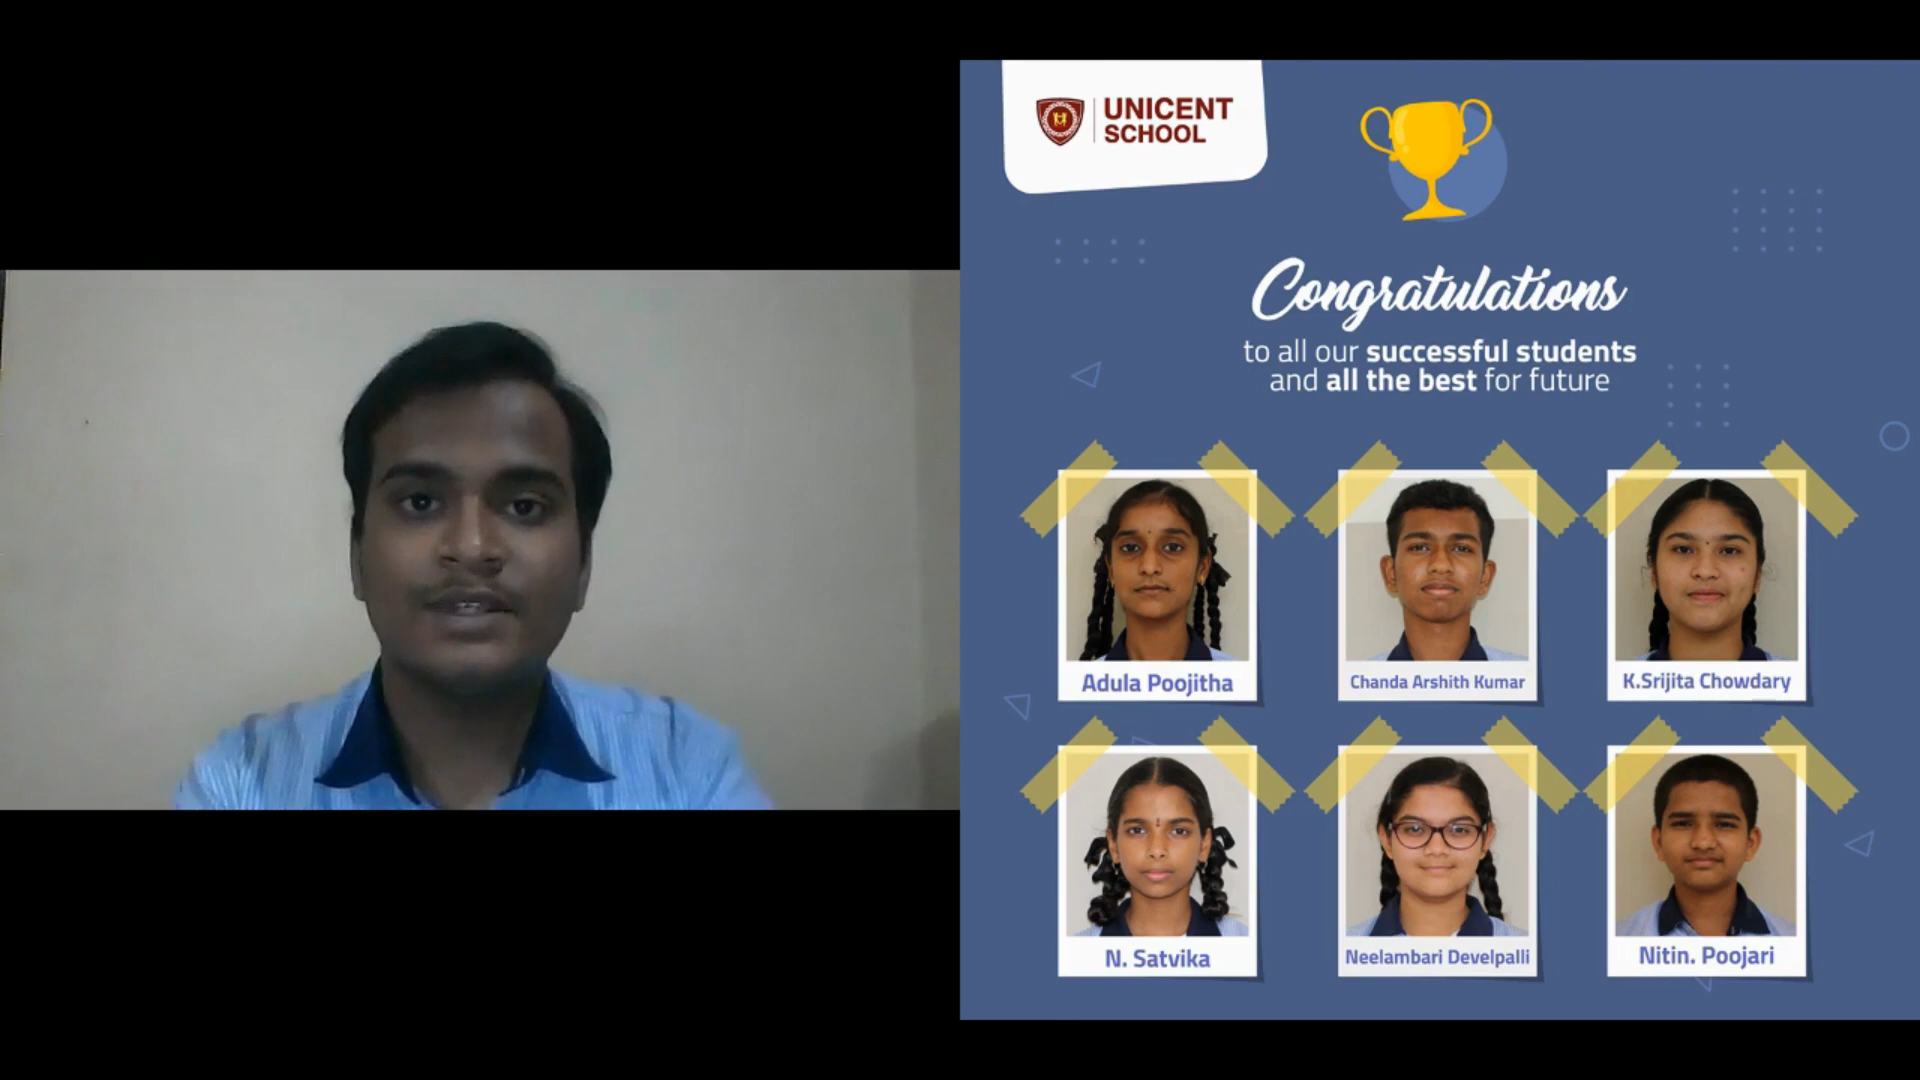 UNICENT
SCHOOL
Congratulations
to all our successful students
and all the best for future
Adula Poojitha
Chanda Arshith Kumar
K.Srijita Chowdary
N. Satvika
Neelambari Develpalli
Nitin. Poojari